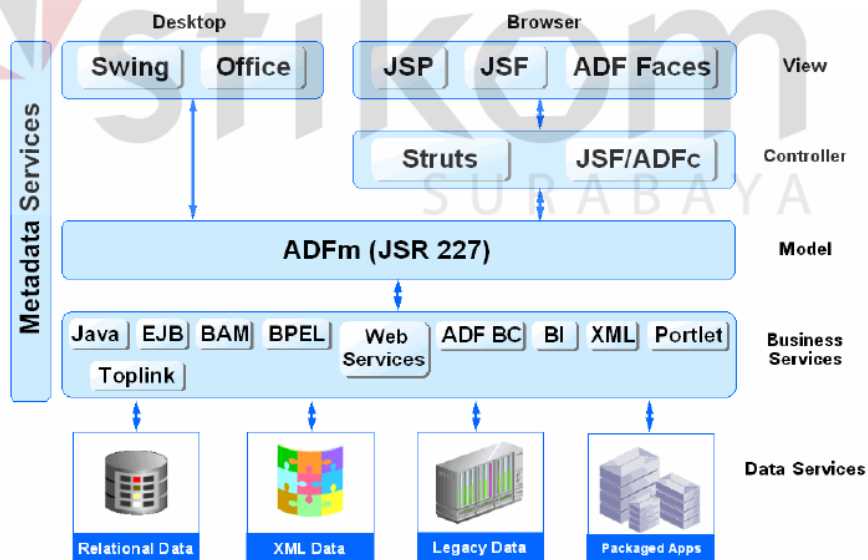 Desktop
Browser
Metadata Services
Swing
Office
JSP
JSF
ADF Faces
View
stikom
Struts
JSF/ADFc
Controller
SURABAYA
ADFm (JSR 227)
Model
Java
EJB
BAM
BPEL
Web
Services
ADF BC
BI
XML
Portlet
Toplink
Business
Services
Data Services
Relational Data
XML Data
Legacy Data
Packaged Apps